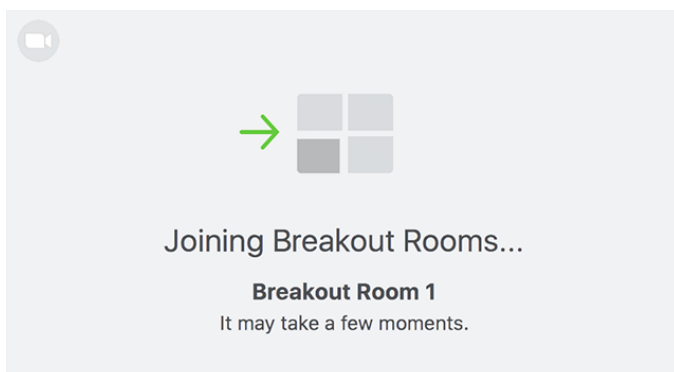 Joining Breakout Rooms...
Breakout Room 1
It may take a few moments.